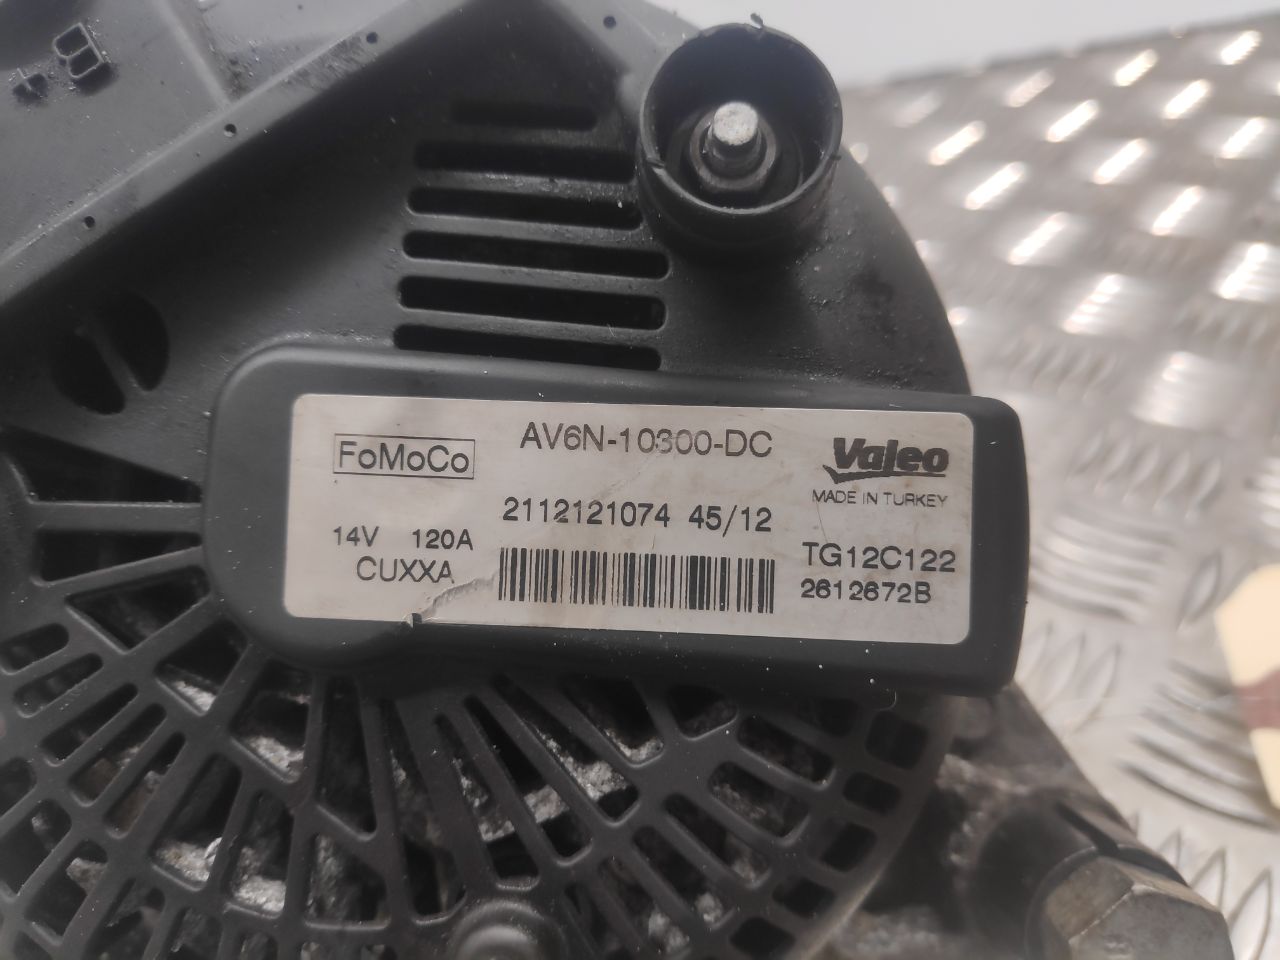 FoMoCo
AV6N-10300-DC
Valeo
MADE IN TURKEY
2112121074 45/12
14V 120A
CUXXA
TG12C122
2612672B